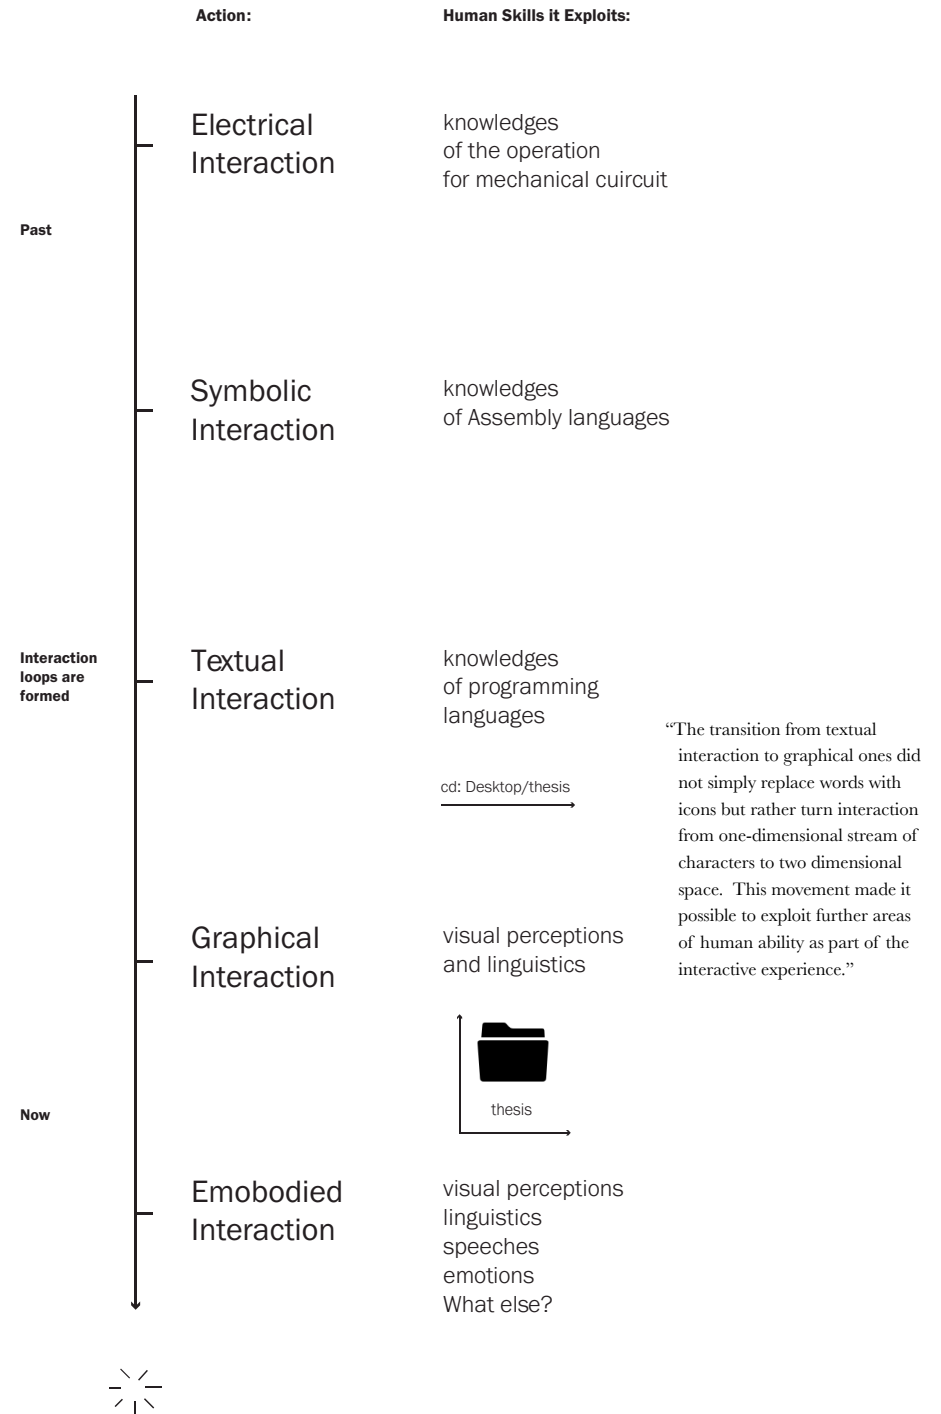 Action:
Human Skills it Exploits:
Electrical
Interaction
knowledges
of the operation
for mechanical cuircuit
Past
Symbolic
Interaction
knowledges
of Assembly languages
Interaction
loops are
formed
Textual
Interaction
knowledges
of programming
languages
cd: Desktop/thesis
“The transition from textual
interaction to graphical ones did
not simply replace words with
icons but rather turn interaction
from one-dimensional stream of
characters to two dimensional
space.  This movement made it
possible to exploit further areas
of human ability as part of the
interactive experience.”
Graphical
Interaction
visual perceptions
and linguistics
thesis
Now
Emobodied
Interaction
visual perceptions
linguistics
speeches
emotions
What else?